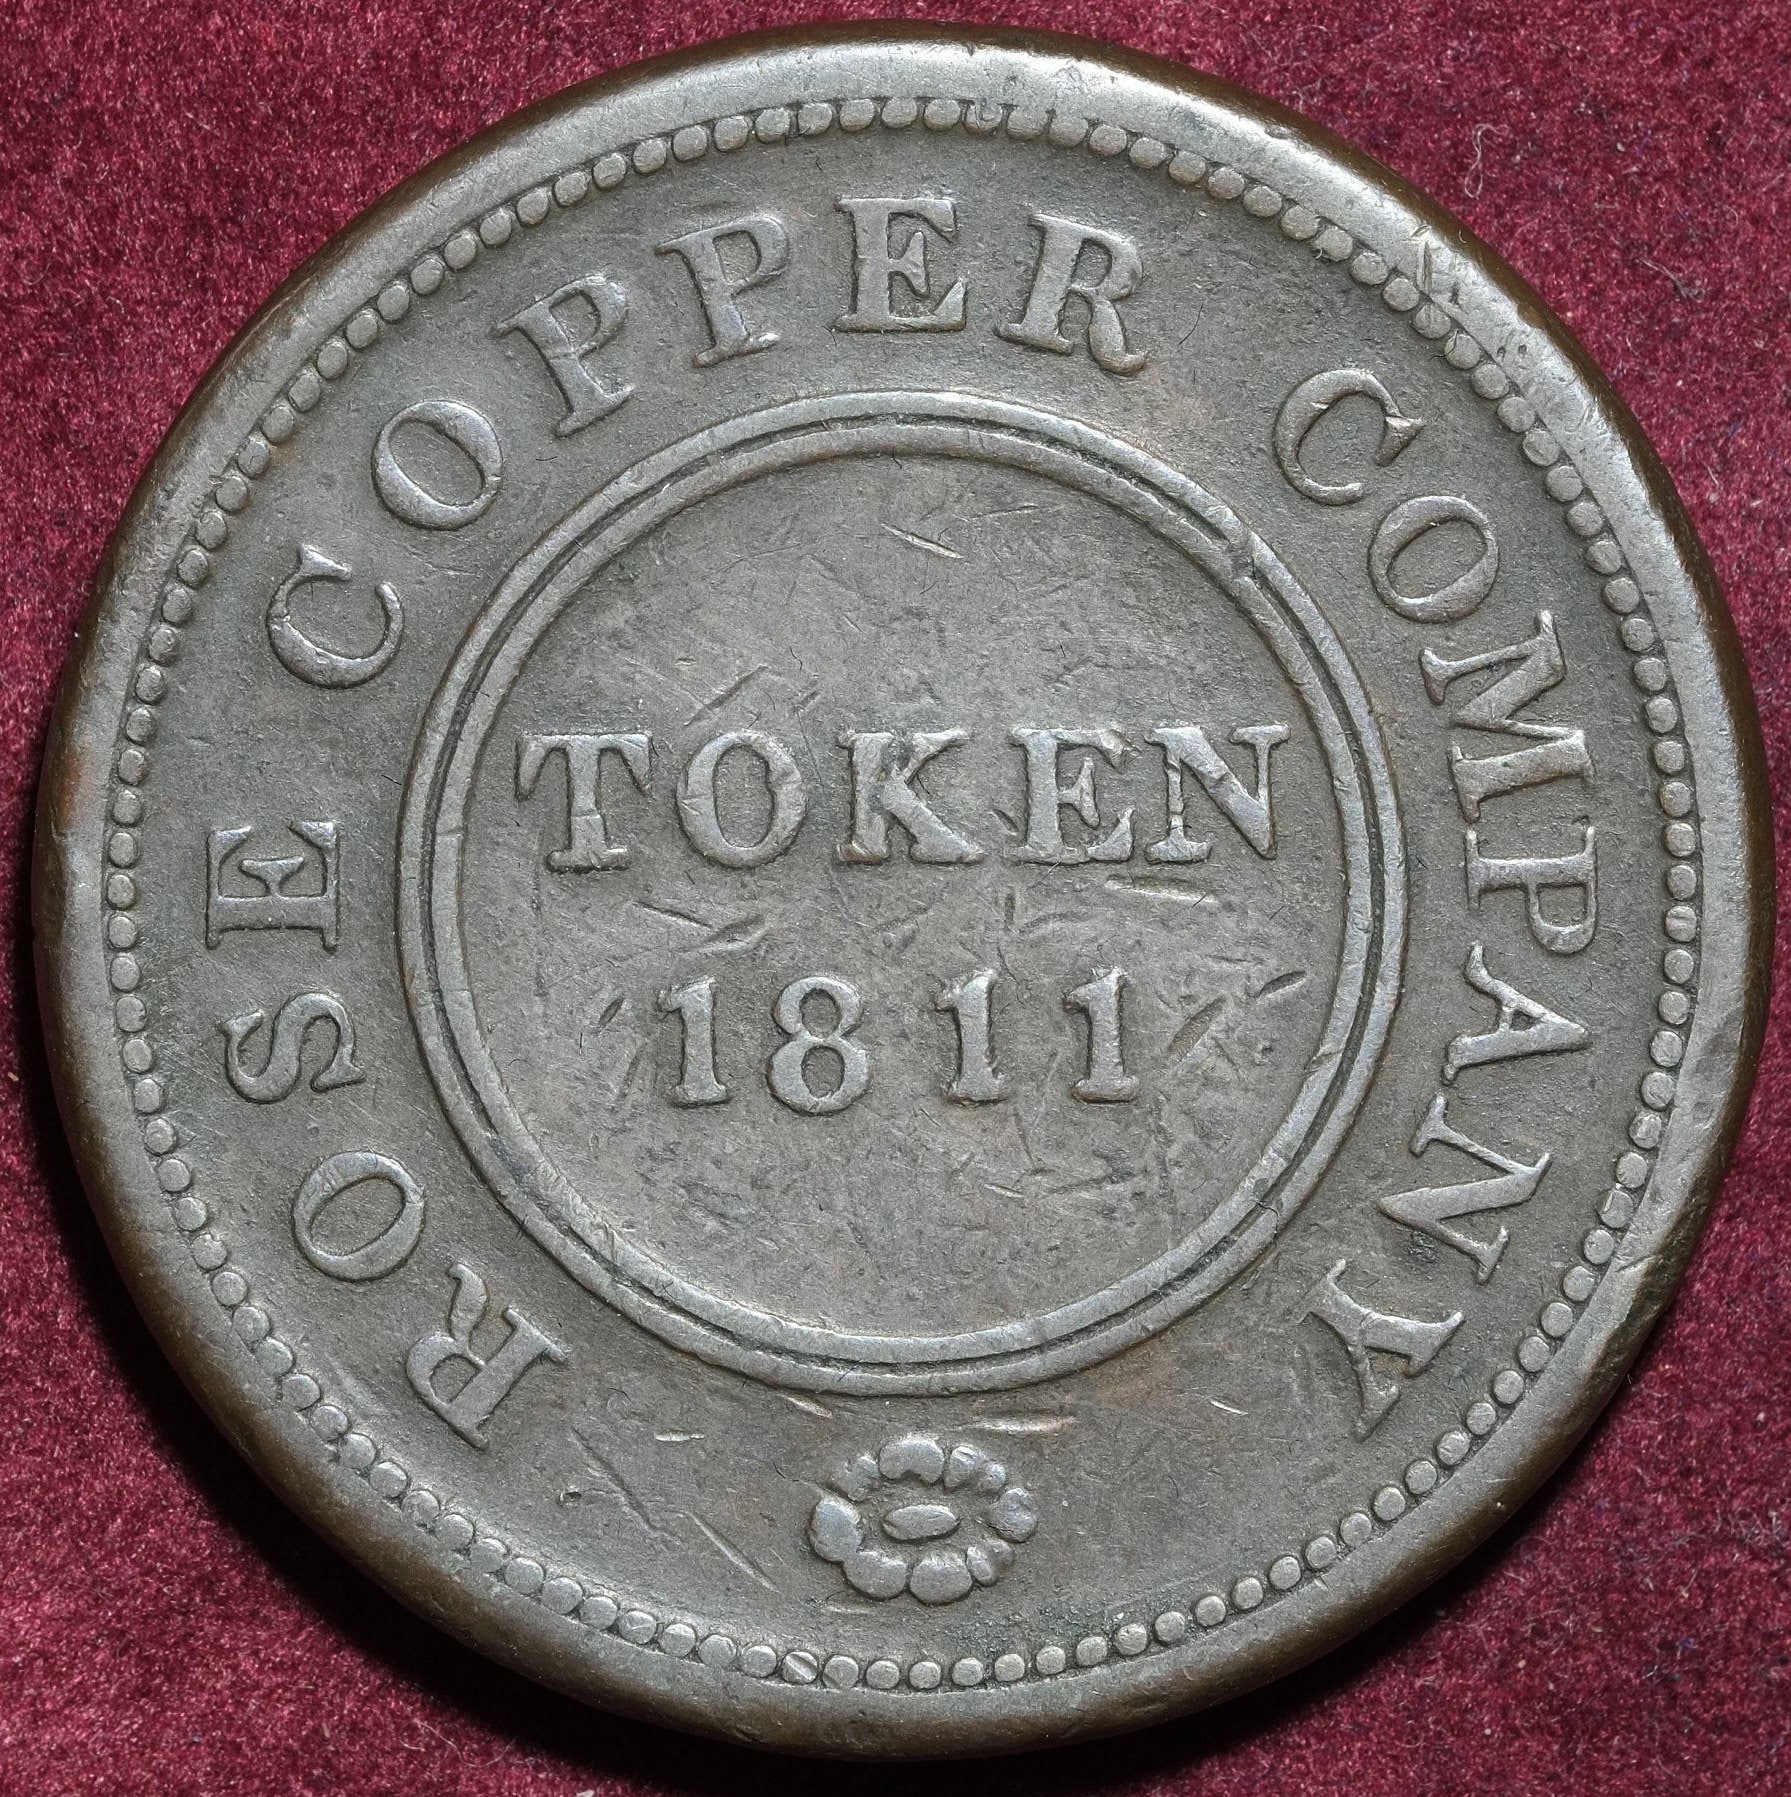 ROSE COPPER COMPANY
TOKEN
1811